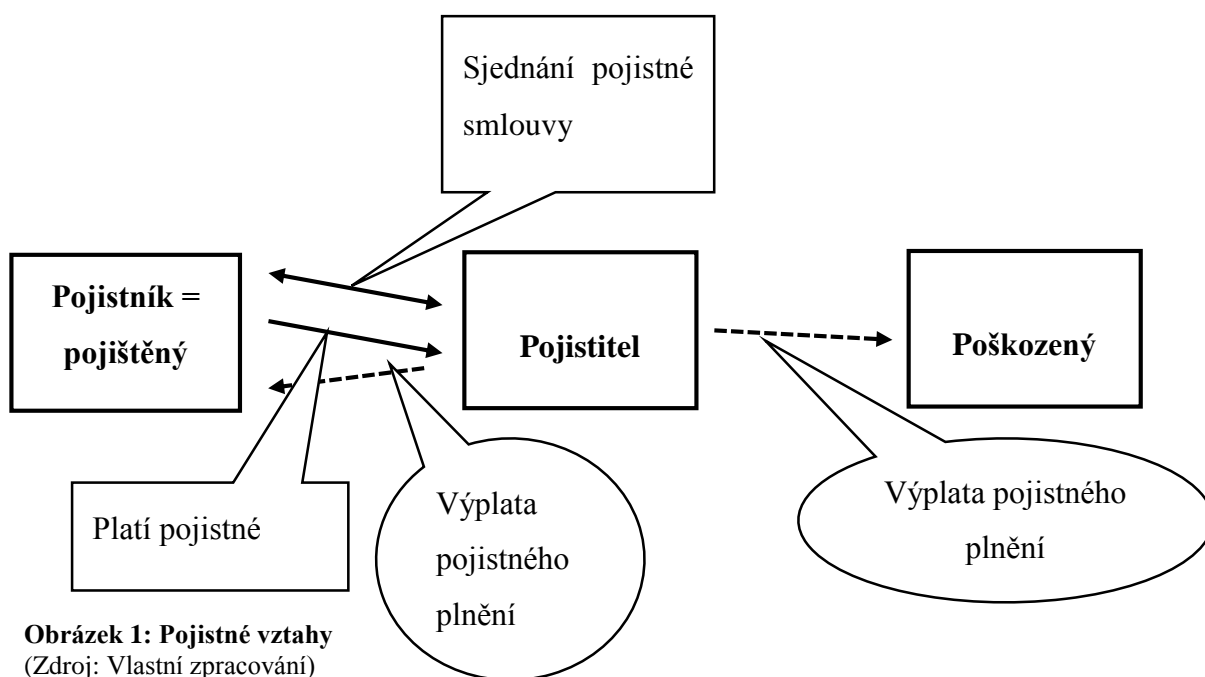 Sjednání pojistné
smlouvy
Pojistník =
pojištěný
Pojistitel
Poškozený
Platí pojistné
Výplata
pojistného
plnění
Výplata pojistného
plnění
Obrázek 1: Pojistné vztahy
(Zdroj: Vlastní zpracování)